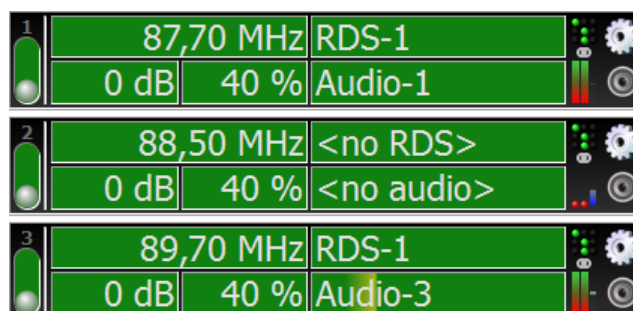 1 87,70 MHz RDS-1
0 dB 40 % Audio-1
2 88,50 MHz <no RDS>
0 dB 40 % <no audio>
3 89,70 MHz RDS-1
0 dB 40 % Audio-3